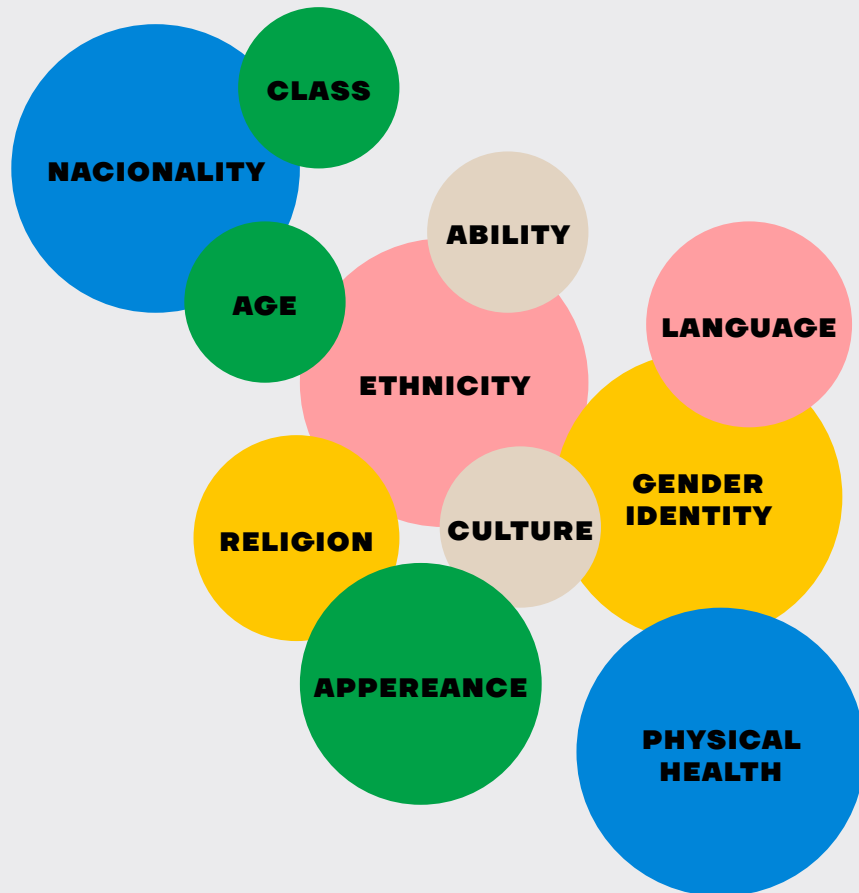 CLASS
NACIONALITY
ABILITY
AGE
LANGUAGE
ETHNICITY
GENDER
IDENTITY
CULTURE
RELIGION
APPEREANCE
PHYSICAL
HEALTH